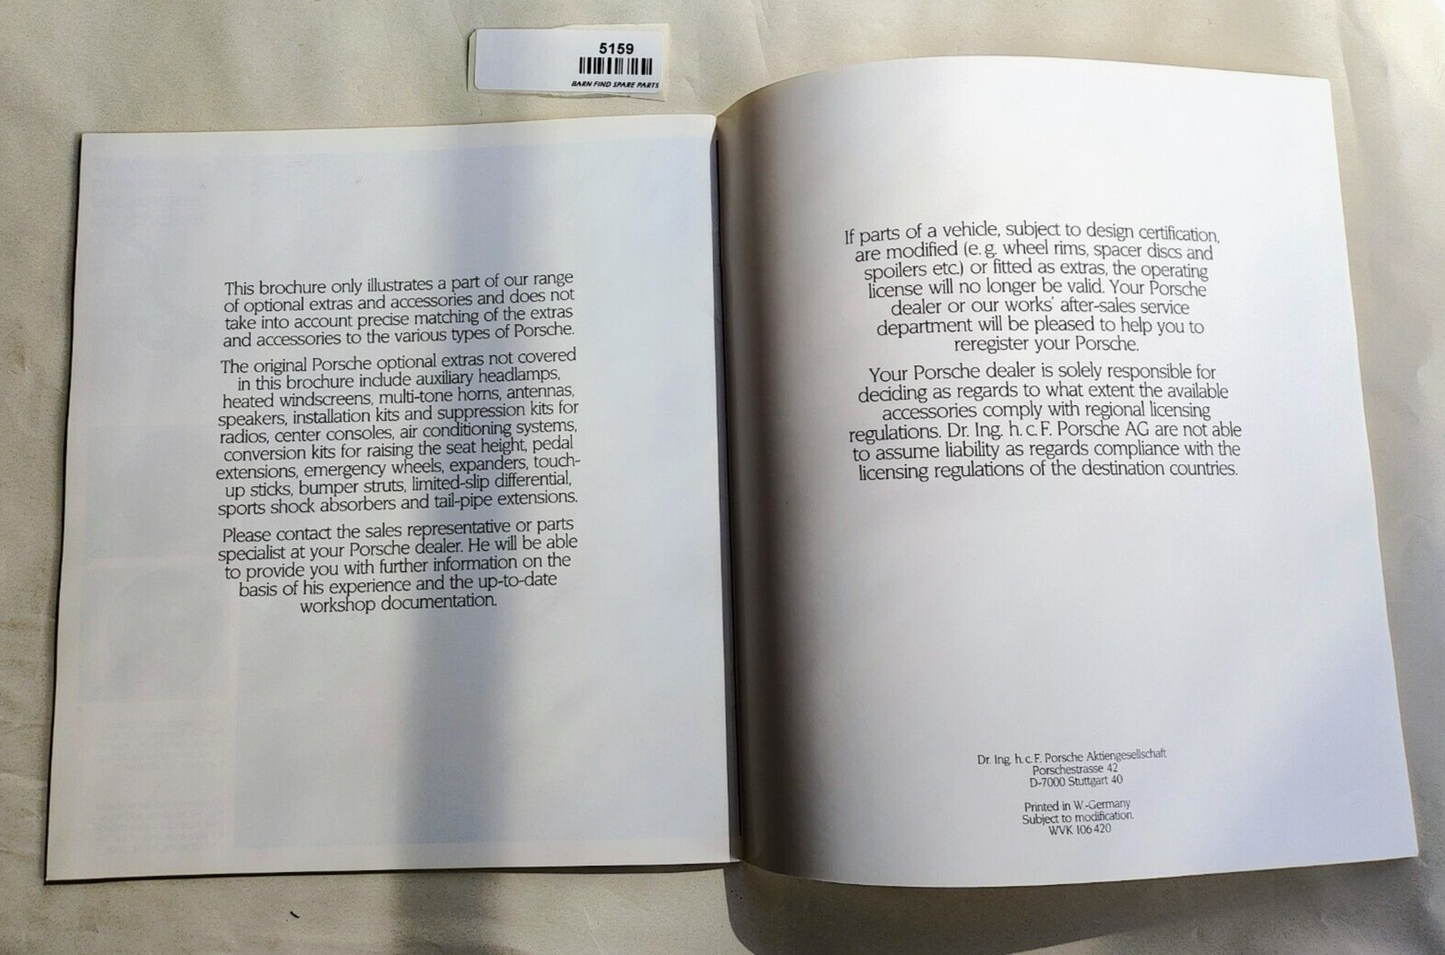 5159
BARN FIND SPARE PARTS
This brochure only illustrates a part of our range
of optional extras and accessories and does not
take into account precise matching of the extras
and accessories to the various types of Porsche.
The original Porsche optional extras not covered
in this brochure include auxiliary headlamps,
heated windscreens, multi-tone horns, antennas,
speakers, installation kits and suppression kits for
radios, center consoles, air conditioning systems,
conversion kits for raising the seat height, pedal
extensions, emergency wheels, expanders, touch-
up sticks, bumper struts, limited-slip differential,
sports shock absorbers and tail-pipe extensions.
Please contact the sales representative or parts
specialist at your Porsche dealer. He will be able
to provide you with further information on the
basis of his experience and the up-to-date
workshop documentation.
If parts of a vehicle, subject to design certification,
are modified (e. g. wheel rims, spacer discs and
spoilers etc.) or fitted as extras, the operating
license will no longer be valid. Your Porsche
dealer or our works' after-sales service
department will be pleased to help you to
reregister your Porsche.
Your Porsche dealer is solely responsible for
deciding as regards to what extent the available
accessories comply with regional licensing
regulations. Dr. Ing. h. c. F. Porsche AG are not able
to assume liability as regards compliance with the
licensing regulations of the destination countries.
Dr. Ing. h. c. F. Porsche Aktiengesellschaft
Porschestrasse 42
D-7000 Stuttgart 40
Printed in W.-Germany
Subject to modification.
WVK 106 420